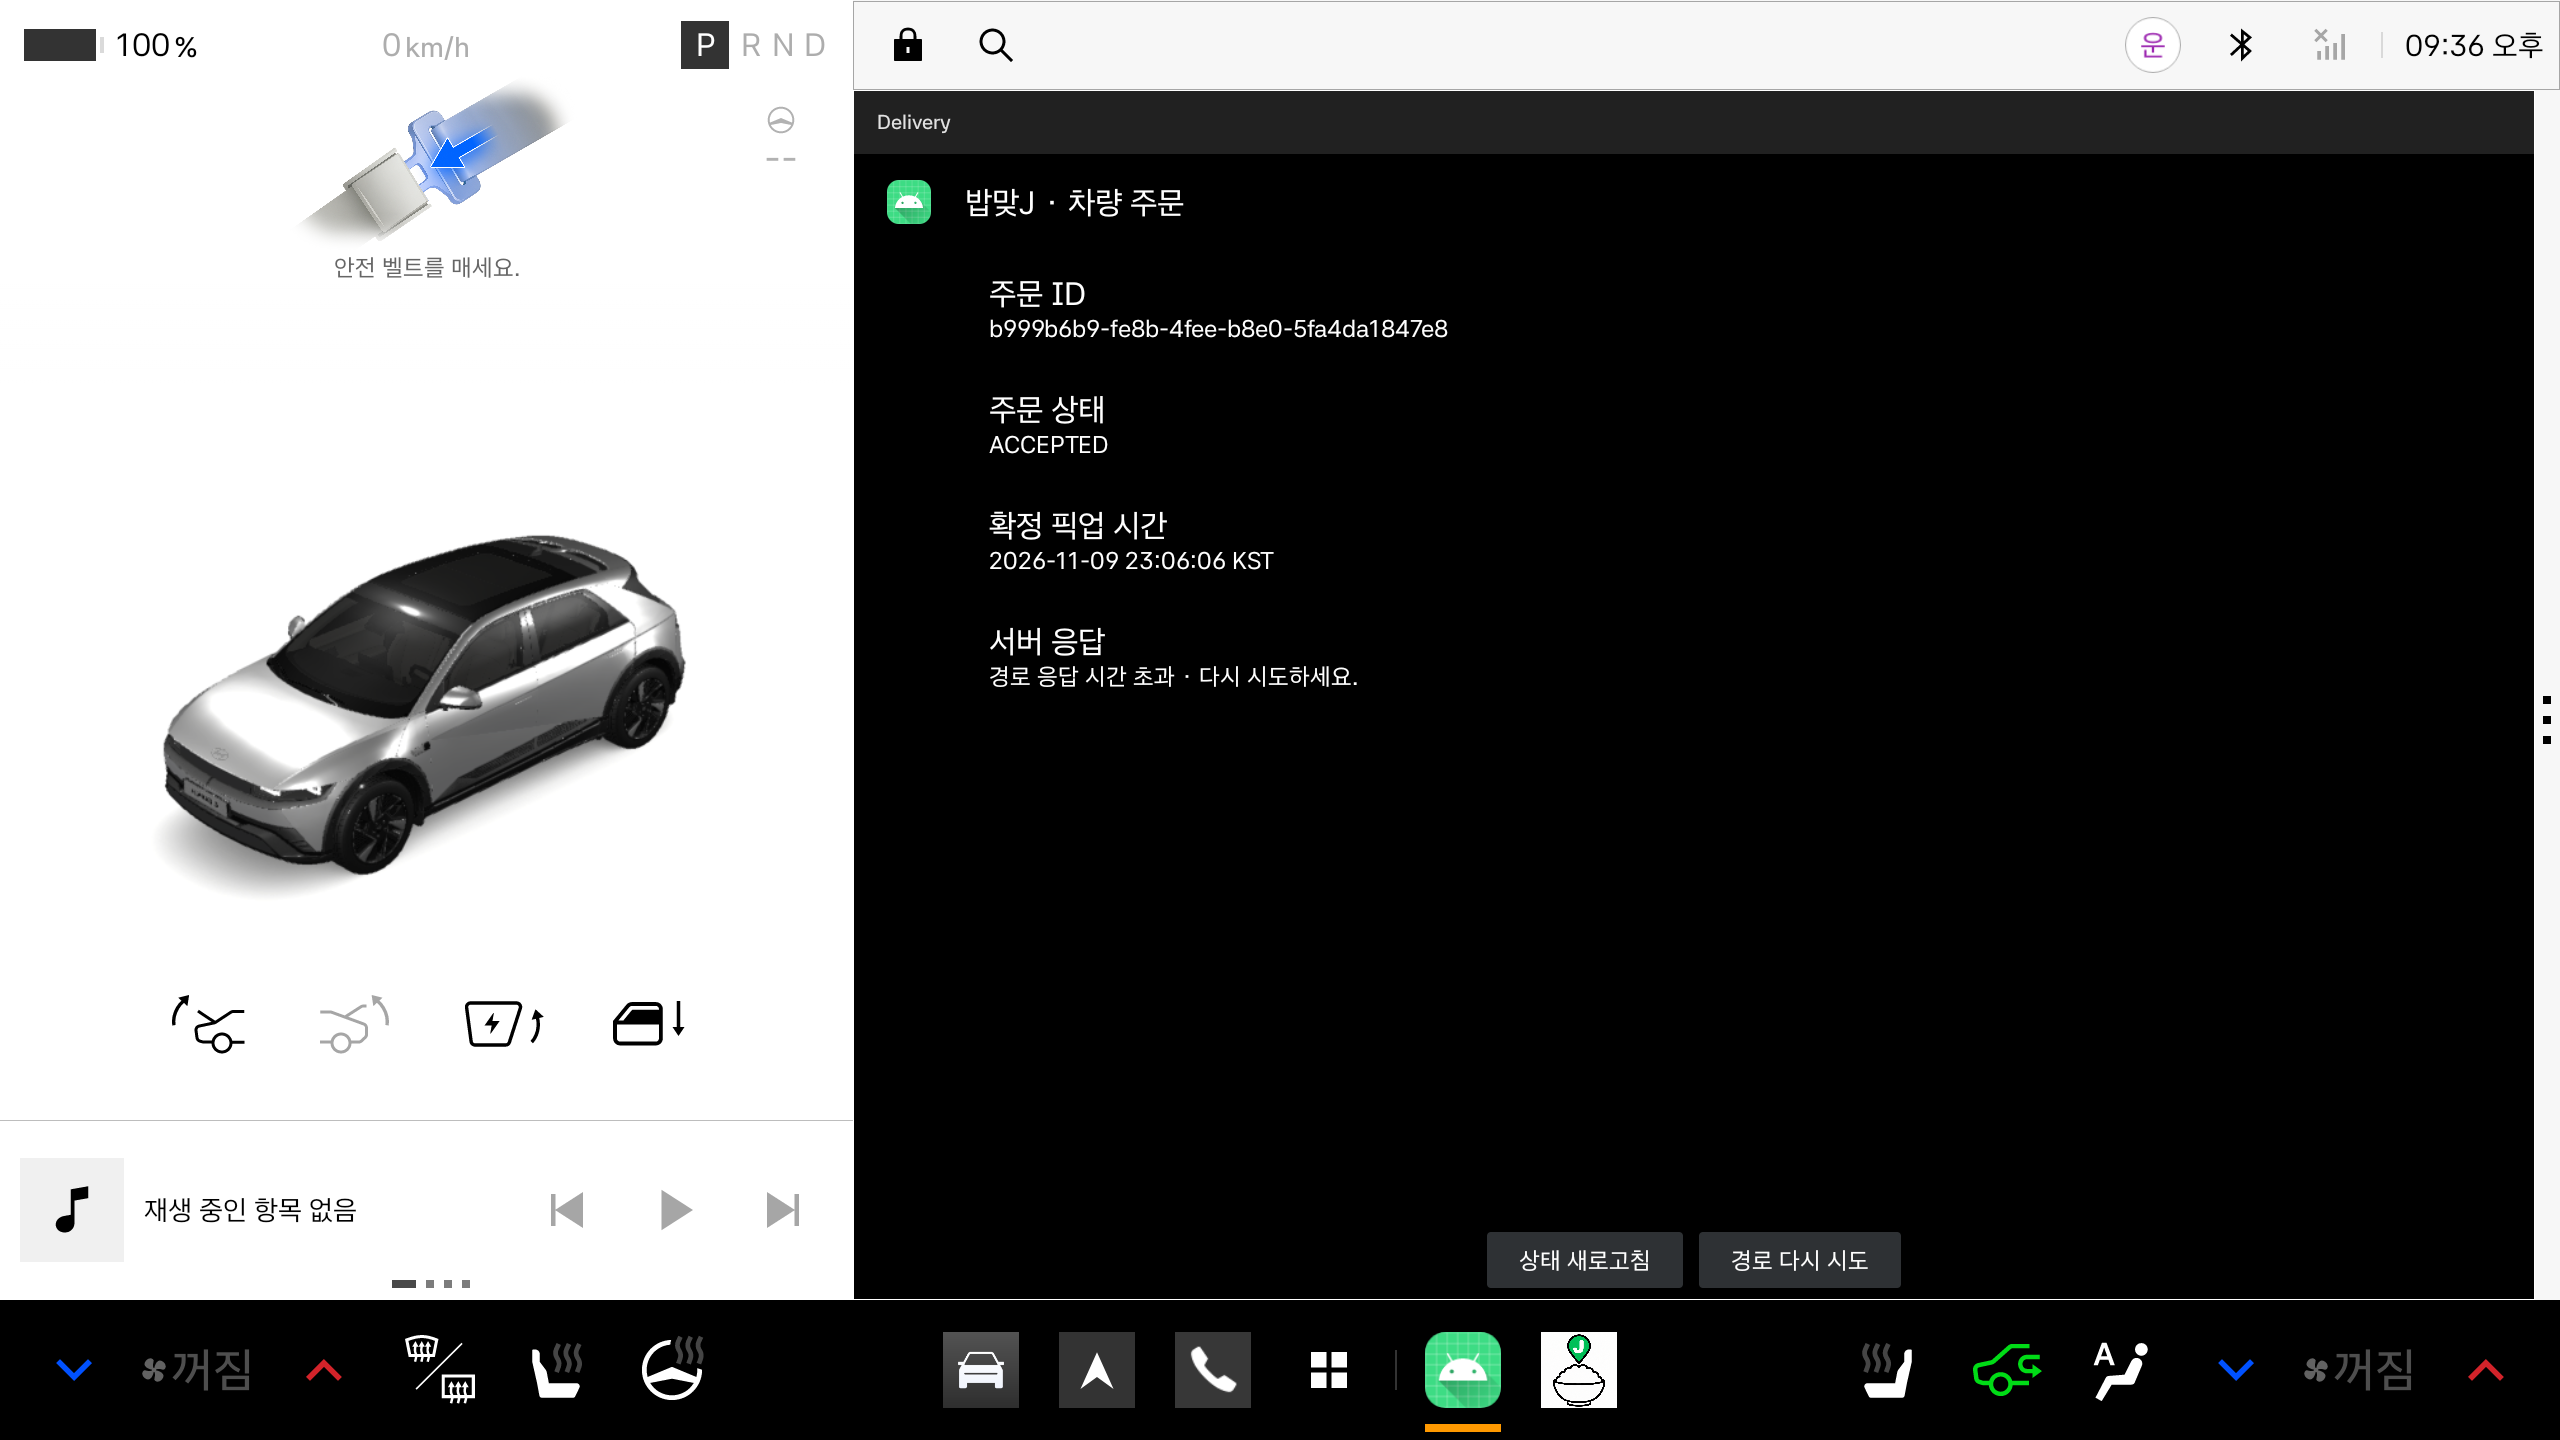 100 %
0 km/h
P R N D
운
09:36 오후
안전 벨트를 매세요.
Delivery
밥맞J · 차량 주문
주문 ID
b999b6b9-fe8b-4fee-b8e0-5fa4da1847e8
주문 상태
ACCEPTED
확정 픽업 시간
2026-11-09 23:06:06 KST
서버 응답
경로 응답 시간 초과 · 다시 시도하세요.
재생 중인 항목 없음
상태 새로고침
경로 다시 시도
꺼짐
J
A
꺼짐